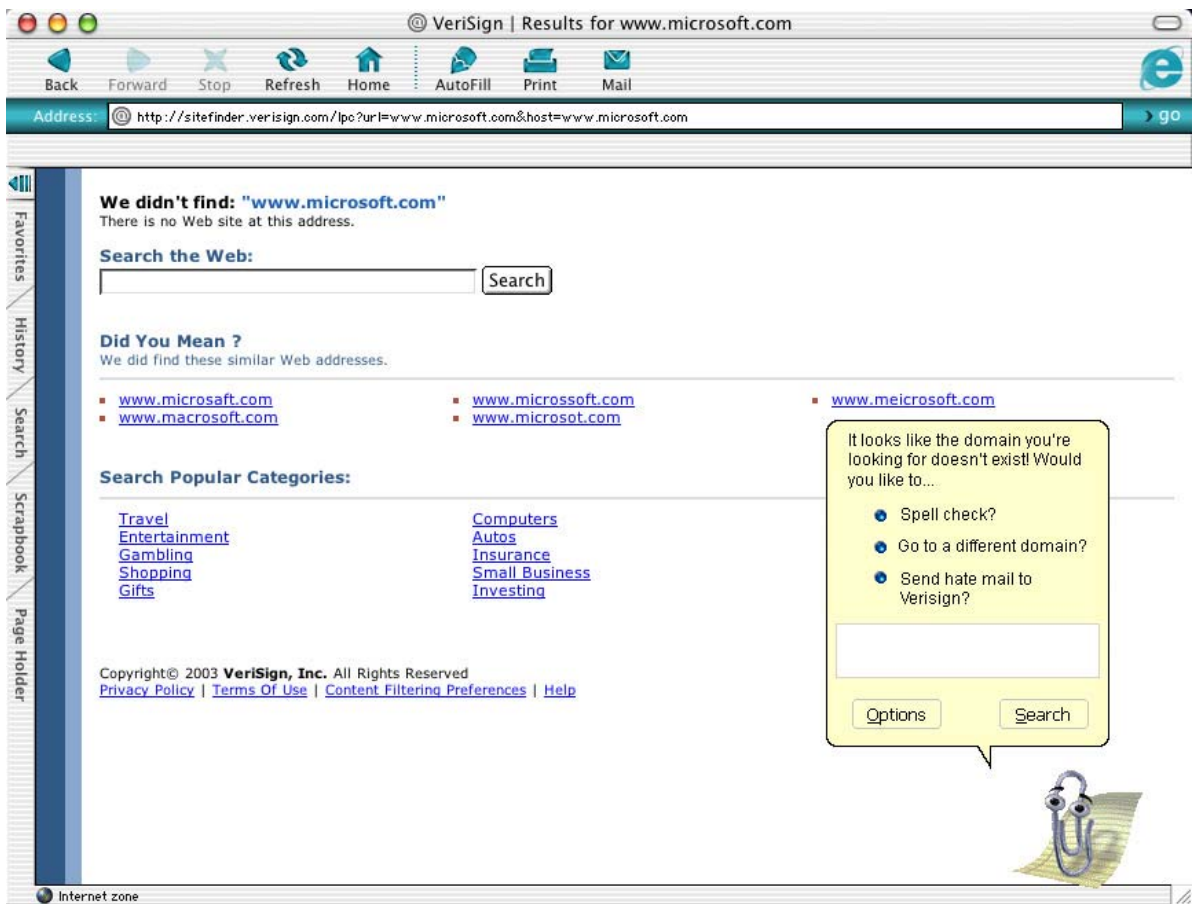 @ VeriSign | Results for www.microsoft.com
Back Forward Stop Refresh Home AutoFill Print Mail
Address: @ http://sitefinder.verisign.com/lpc?url=www.microsoft.com&host=www.microsoft.com go
Favorites
History
Search
Scrapbook
Page Holder
We didn't find: "www.microsoft.com"
There is no Web site at this address.
Search the Web:
Search
Did You Mean ?
We did find these similar Web addresses.
www.microsaft.com www.microssoft.com www.meicrosoft.com
www.macrosoft.com www.microsot.com
Search Popular Categories:
Travel Computers
Entertainment Autos
Gambling Insurance
Shopping Small Business
Gifts Investing
It looks like the domain you're
looking for doesn't exist! Would
you like to...
Spell check?
Go to a different domain?
Send hate mail to
Verisign?
Options Search
Copyright© 2003 VeriSign, Inc. All Rights Reserved
Privacy Policy | Terms Of Use | Content Filtering Preferences | Help
Internet zone